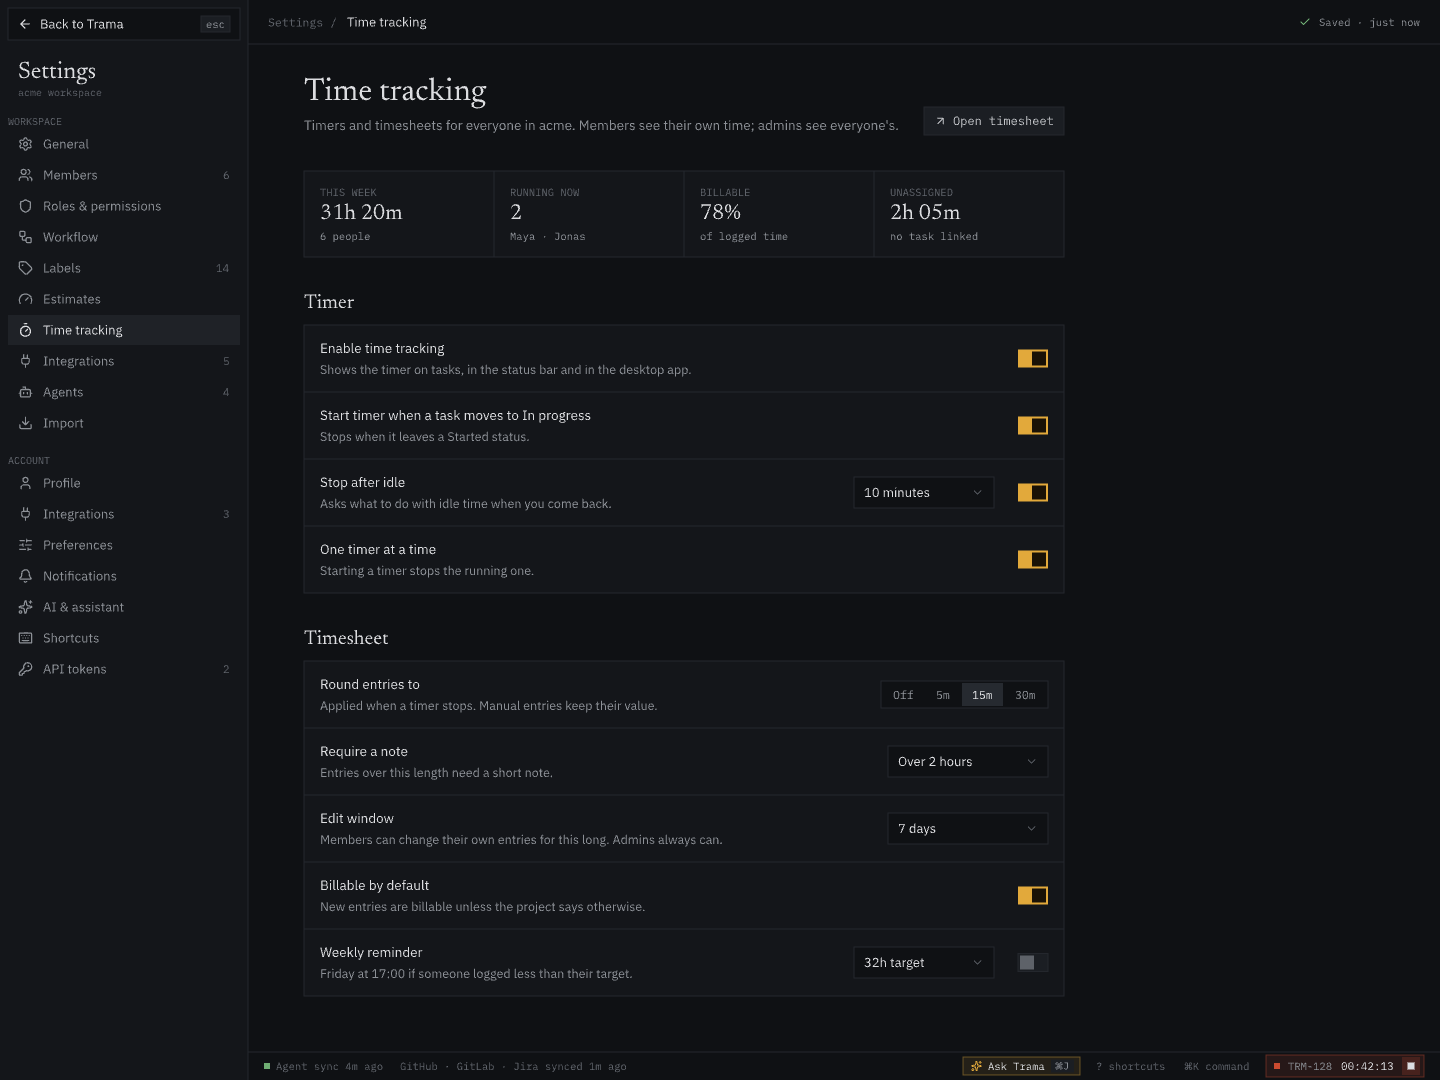 Back to Trama
esc
Settings
acme workspace
WORKSPACE
General
Members 6
Roles & permissions
Workflow
Labels 14
Estimates
Time tracking
Integrations 5
Agents 4
Import
ACCOUNT
Profile
Integrations 3
Preferences
Notifications
AI & assistant
Shortcuts
API tokens 2
Settings / Time tracking
Saved · just now
Time tracking
Timers and timesheets for everyone in acme. Members see their own time; admins see everyone's.
Open timesheet
THIS WEEK
31h 20m
6 people
RUNNING NOW
2
Maya · Jonas
BILLABLE
78%
of logged time
UNASSIGNED
2h 05m
no task linked
Timer
Enable time tracking
Shows the timer on tasks, in the status bar and in the desktop app.
Start timer when a task moves to In progress
Stops when it leaves a Started status.
Stop after idle
Asks what to do with idle time when you come back.
10 minutes
One timer at a time
Starting a timer stops the running one.
Timesheet
Round entries to
Applied when a timer stops. Manual entries keep their value.
Off 5m 15m 30m
Require a note
Entries over this length need a short note.
Over 2 hours
Edit window
Members can change their own entries for this long. Admins always can.
7 days
Billable by default
New entries are billable unless the project says otherwise.
Weekly reminder
Friday at 17:00 if someone logged less than their target.
32h target
Agent sync 4m ago
GitHub · GitLab · Jira synced 1m ago
Ask Trama ⌘J
? shortcuts
⌘K command
TRM-128 00:42:13